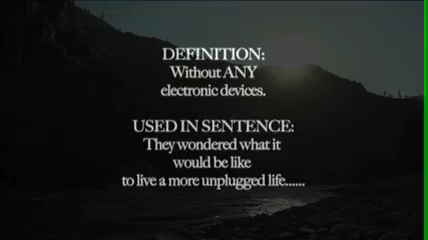 DEFINITION:
Without ANY
electronic devices.
USED IN SENTENCE:
They wondered what it
would be like
to live a more unplugged life......